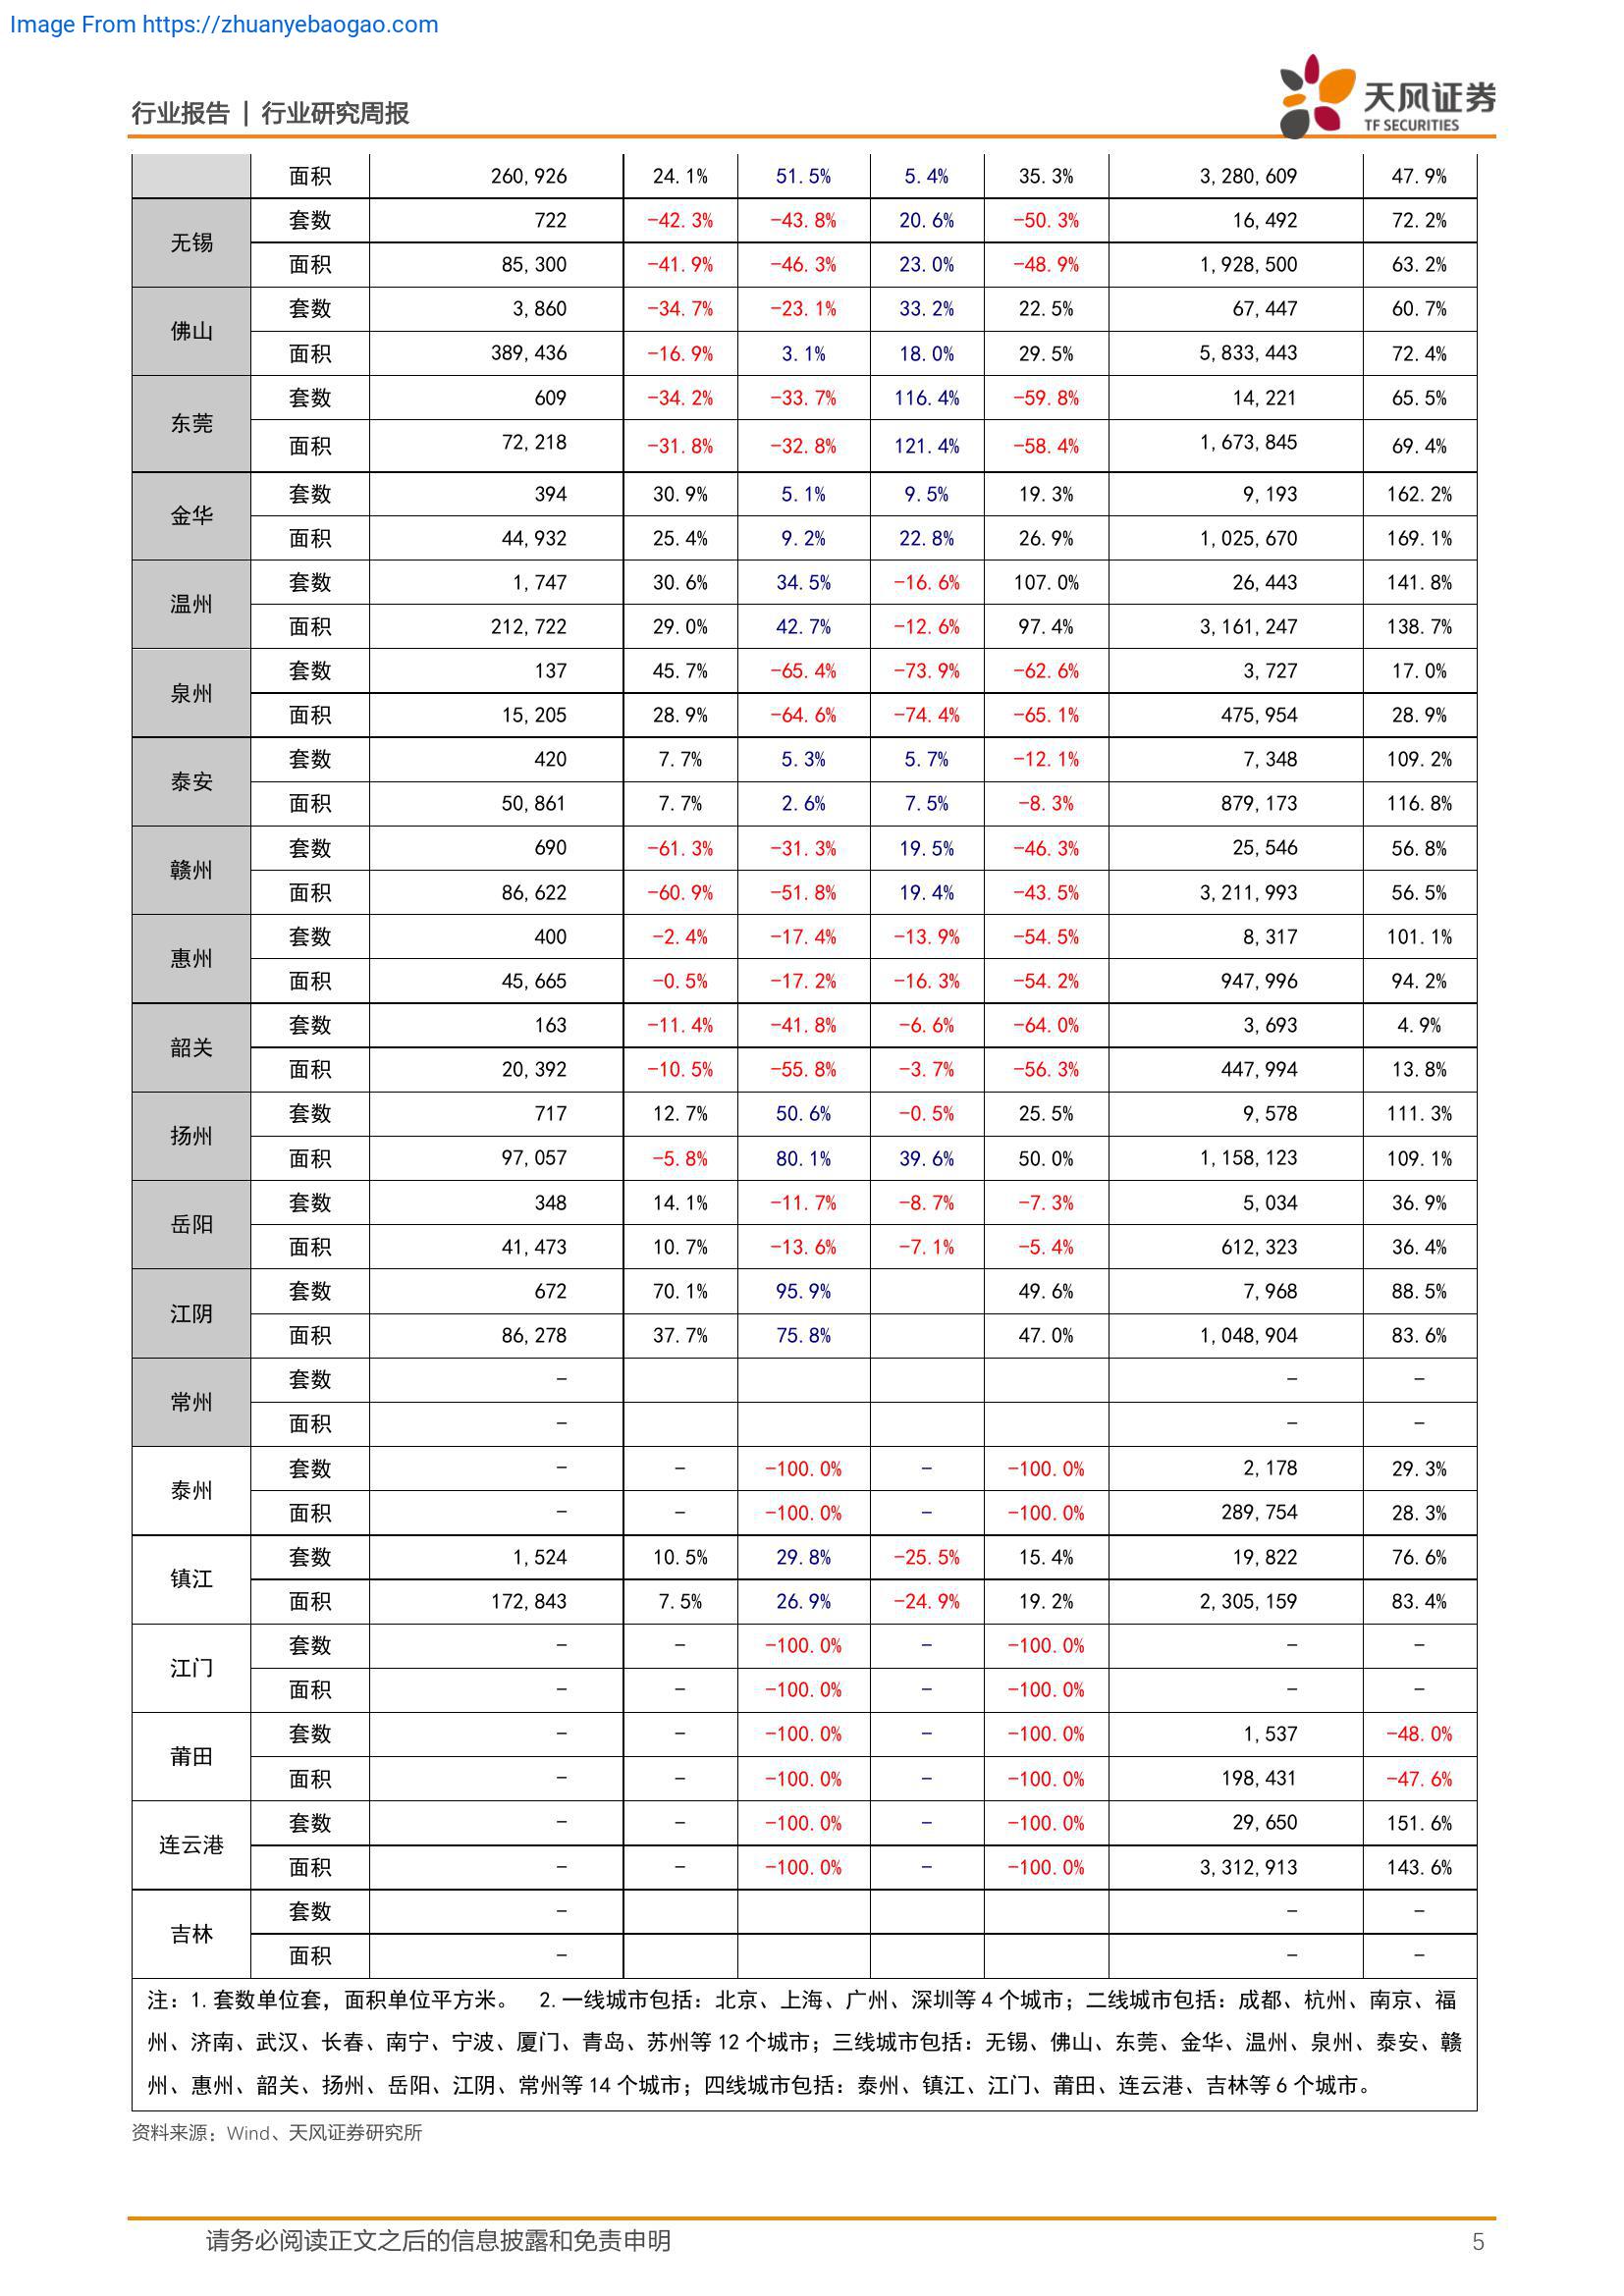 Image From https://zhuanyebaogao.com
行业报告 | 行业研究周报
天风证券
TF SECURITIES
面积 260,926 24.1% 51.5% 5.4% 35.3% 3,280,609 47.9%
无锡 套数 722 -42.3% -43.8% 20.6% -50.3% 16,492 72.2%
面积 85,300 -41.9% -46.3% 23.0% -48.9% 1,928,500 63.2%
佛山 套数 3,860 -34.7% -23.1% 33.2% 22.5% 67,447 60.7%
面积 389,436 -16.9% 3.1% 18.0% 29.5% 5,833,443 72.4%
东莞 套数 609 -34.2% -33.7% 116.4% -59.8% 14,221 65.5%
面积 72,218 -31.8% -32.8% 121.4% -58.4% 1,673,845 69.4%
金华 套数 394 30.9% 5.1% 9.5% 19.3% 9,193 162.2%
面积 44,932 25.4% 9.2% 22.8% 26.9% 1,025,670 169.1%
温州 套数 1,747 30.6% 34.5% -16.6% 107.0% 26,443 141.8%
面积 212,722 29.0% 42.7% -12.6% 97.4% 3,161,247 138.7%
泉州 套数 137 45.7% -65.4% -73.9% -62.6% 3,727 17.0%
面积 15,205 28.9% -64.6% -74.4% -65.1% 475,954 28.9%
泰安 套数 420 7.7% 5.3% 5.7% -12.1% 7,348 109.2%
面积 50,861 7.7% 2.6% 7.5% -8.3% 879,173 116.8%
赣州 套数 690 -61.3% -31.3% 19.5% -46.3% 25,546 56.8%
面积 86,622 -60.9% -51.8% 19.4% -43.5% 3,211,993 56.5%
惠州 套数 400 -2.4% -17.4% -13.9% -54.5% 8,317 101.1%
面积 45,665 -0.5% -17.2% -16.3% -54.2% 947,996 94.2%
韶关 套数 163 -11.4% -41.8% -6.6% -64.0% 3,693 4.9%
面积 20,392 -10.5% -55.8% -3.7% -56.3% 447,994 13.8%
扬州 套数 717 12.7% 50.6% -0.5% 25.5% 9,578 111.3%
面积 97,057 -5.8% 80.1% 39.6% 50.0% 1,158,123 109.1%
岳阳 套数 348 14.1% -11.7% -8.7% -7.3% 5,034 36.9%
面积 41,473 10.7% -13.6% -7.1% -5.4% 612,323 36.4%
江阴 套数 672 70.1% 95.9% 49.6% 7,968 88.5%
面积 86,278 37.7% 75.8% 47.0% 1,048,904 83.6%
常州 套数 - - -
面积 - - -
泰州 套数 - - -100.0% - -100.0% 2,178 29.3%
面积 - - -100.0% - -100.0% 289,754 28.3%
镇江 套数 1,524 10.5% 29.8% -25.5% 15.4% 19,822 76.6%
面积 172,843 7.5% 26.9% -24.9% 19.2% 2,305,159 83.4%
江门 套数 - - -100.0% - -100.0% - -
面积 - - -100.0% - -100.0% - -
莆田 套数 - - -100.0% - -100.0% 1,537 -48.0%
面积 - - -100.0% - -100.0% 198,431 -47.6%
连云港 套数 - - -100.0% - -100.0% 29,650 151.6%
面积 - - -100.0% - -100.0% 3,312,913 143.6%
吉林 套数 - - -
面积 - - -
注：1.套数单位套，面积单位平方米。 2.一线城市包括：北京、上海、广州、深圳等 4 个城市；二线城市包括：成都、杭州、南京、福
州、济南、武汉、长春、南宁、宁波、厦门、青岛、苏州等 12 个城市；三线城市包括：无锡、佛山、东莞、金华、温州、泉州、泰安、赣
州、惠州、韶关、扬州、岳阳、江阴、常州等 14 个城市；四线城市包括：泰州、镇江、江门、莆田、连云港、吉林等 6 个城市。
资料来源：Wind、天风证券研究所
请务必阅读正文之后的信息披露和免责申明 5